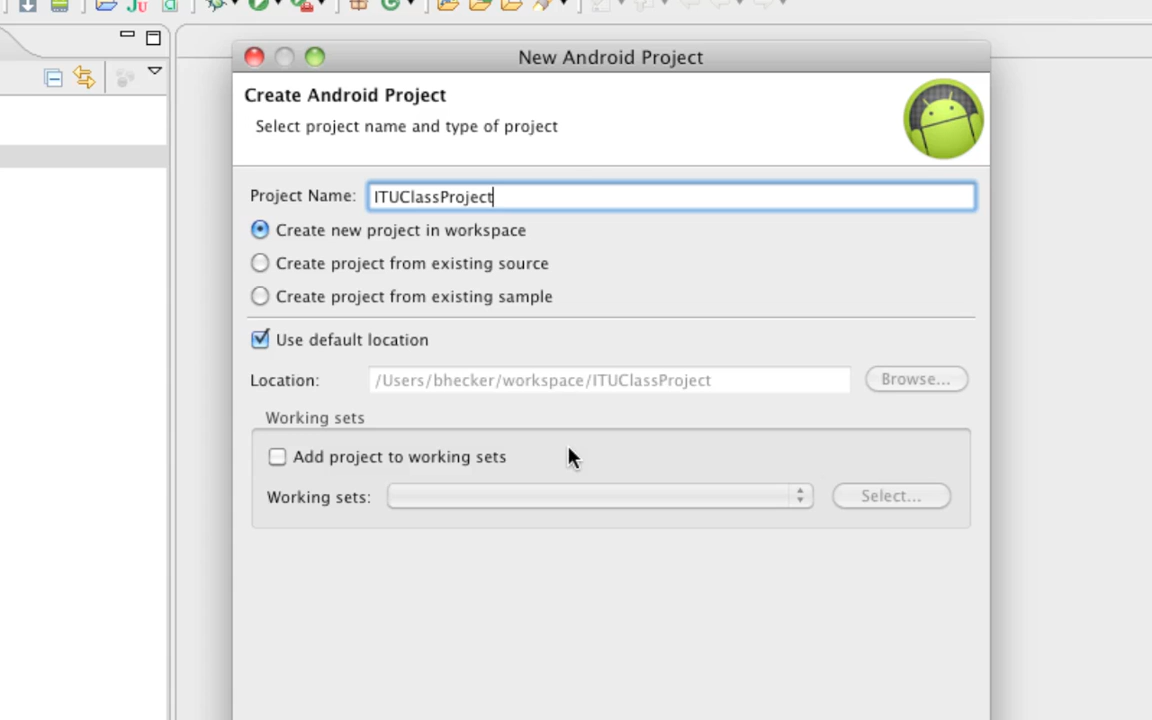 New Android Project
Create Android Project
Select project name and type of project
Project Name: ITUClassProject
Create new project in workspace
Create project from existing source
Create project from existing sample
Use default location
Location: /Users/bhecker/workspace/ITUClassProject Browse...
Working sets
Add project to working sets
Working sets: Select...